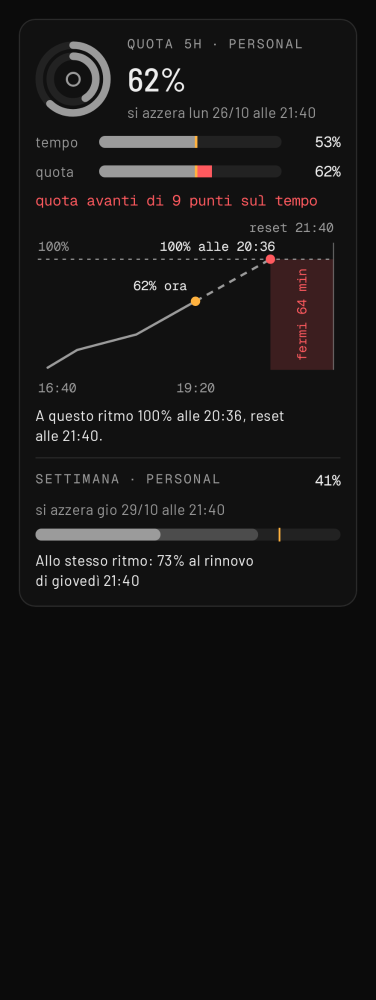 QUOTA 5H · PERSONAL
62%
si azzera lun 26/10 alle 21:40
tempo 53%
quota 62%
quota avanti di 9 punti sul tempo
reset 21:40
100% 100% alle 20:36
62% ora
fermi 64 min
16:40 19:20
A questo ritmo 100% alle 20:36, reset
alle 21:40.
SETTIMANA · PERSONAL 41%
si azzera gio 29/10 alle 21:40
Allo stesso ritmo: 73% al rinnovo
di giovedì 21:40